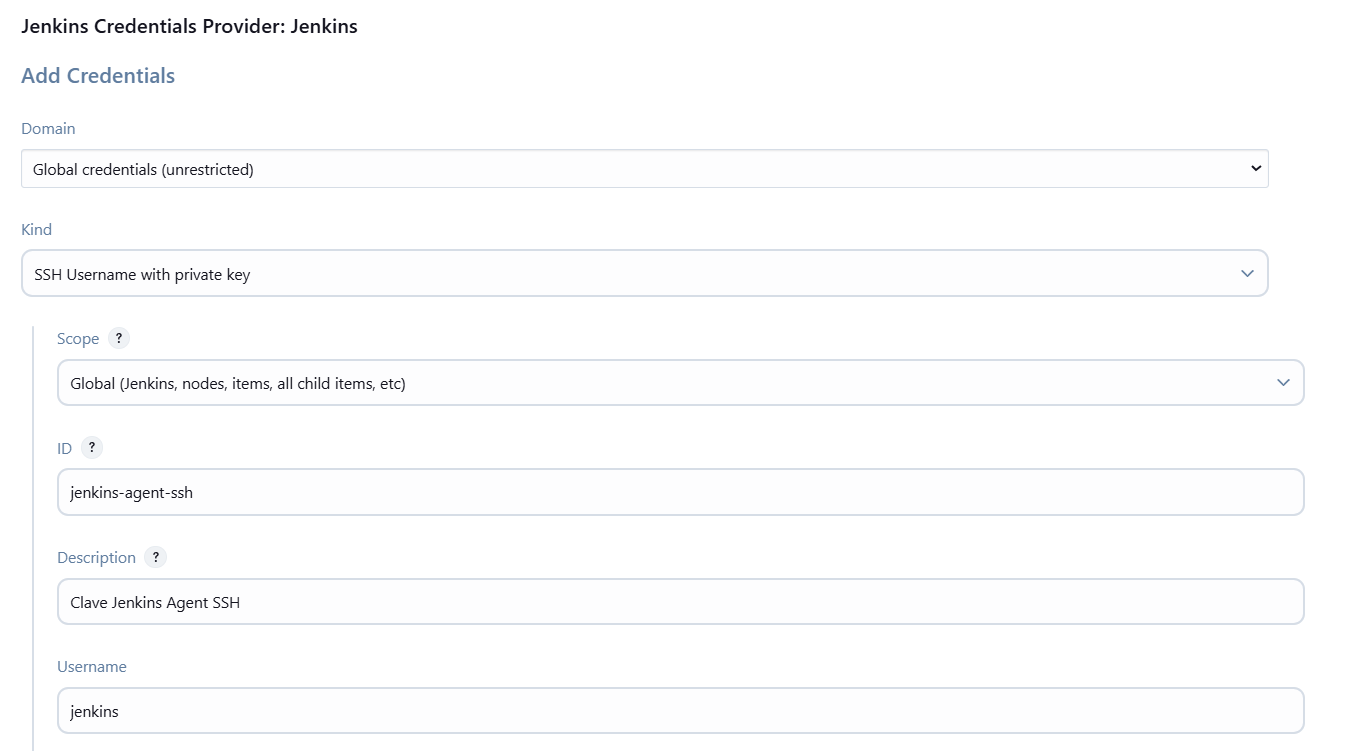 Jenkins Credentials Provider: Jenkins
Add Credentials
Domain
Global credentials (unrestricted)
Kind
SSH Username with private key
Scope ?
Global (Jenkins, nodes, items, all child items, etc)
ID ?
jenkins-agent-ssh
Description ?
Clave Jenkins Agent SSH
Username
jenkins